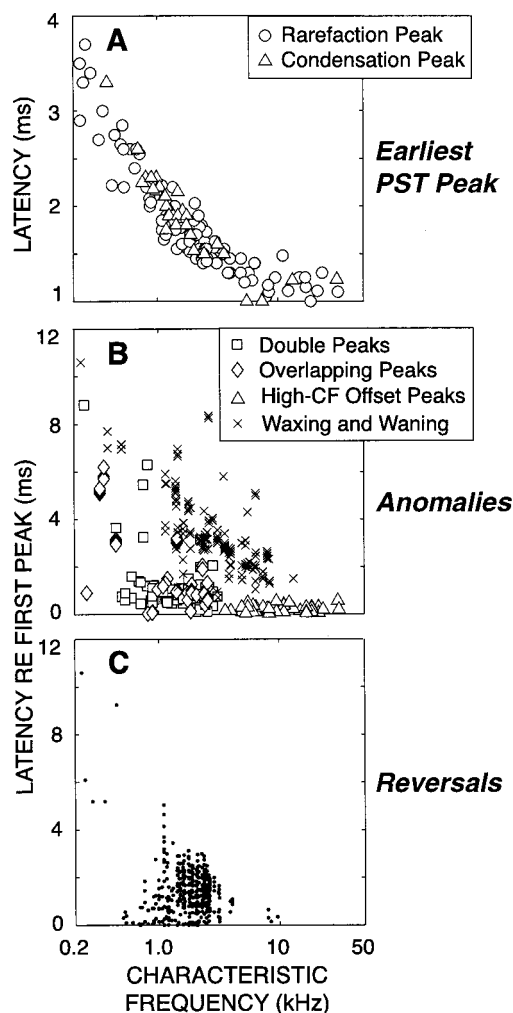 4
A
○ Rarefaction Peak
△ Condensation Peak
3
2
1
LATENCY (ms)
Earliest
PST Peak
12
B
□ Double Peaks
◇ Overlapping Peaks
△ High-CF Offset Peaks
× Waxing and Waning
8
4
0
Anomalies
LATENCY RE FIRST PEAK (ms)
12
C
8
4
0
Reversals
0.2 1.0 10 50
CHARACTERISTIC
FREQUENCY (kHz)